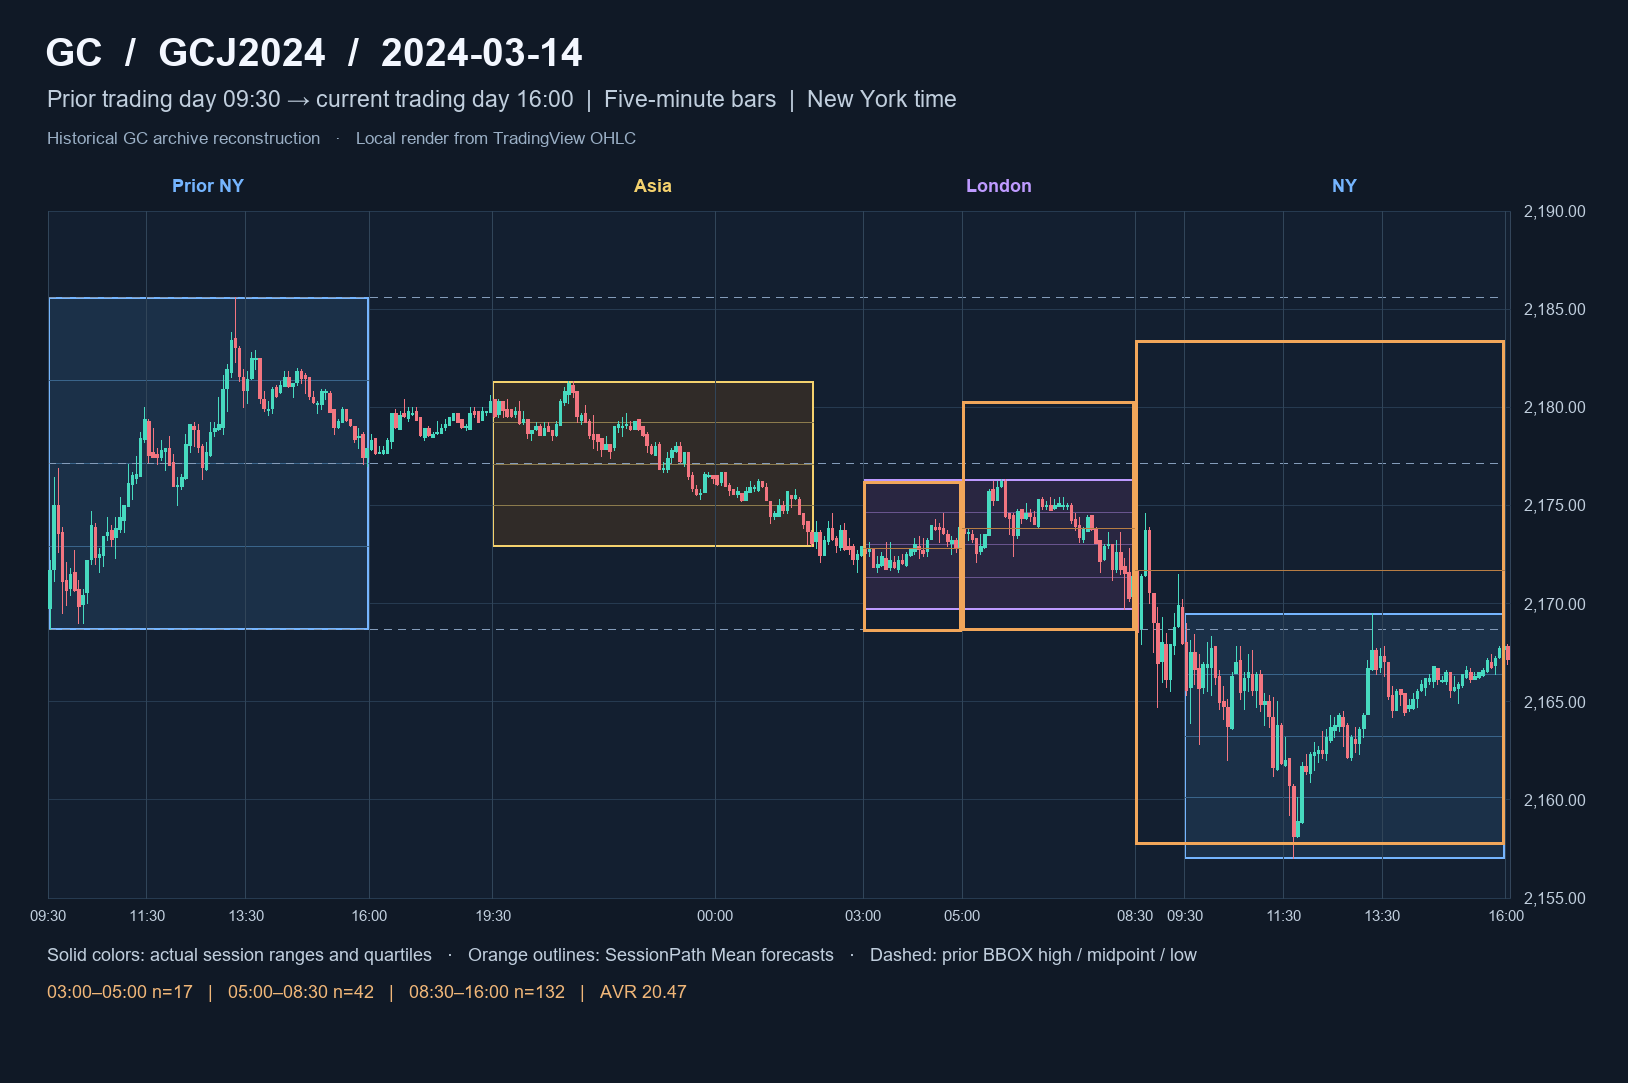 GC / GCJ2024 / 2024-03-14
Prior trading day 09:30 → current trading day 16:00 | Five-minute bars | New York time
Historical GC archive reconstruction · Local render from TradingView OHLC
Prior NY Asia London NY
2,190.00
2,185.00
2,180.00
2,175.00
2,170.00
2,165.00
2,160.00
2,155.00
09:30 11:30 13:30 16:00 19:30 00:00 03:00 05:00 08:30 09:30 11:30 13:30 16:00
Solid colors: actual session ranges and quartiles · Orange outlines: SessionPath Mean forecasts · Dashed: prior BBOX high / midpoint / low
03:00–05:00 n=17 | 05:00–08:30 n=42 | 08:30–16:00 n=132 | AVR 20.47